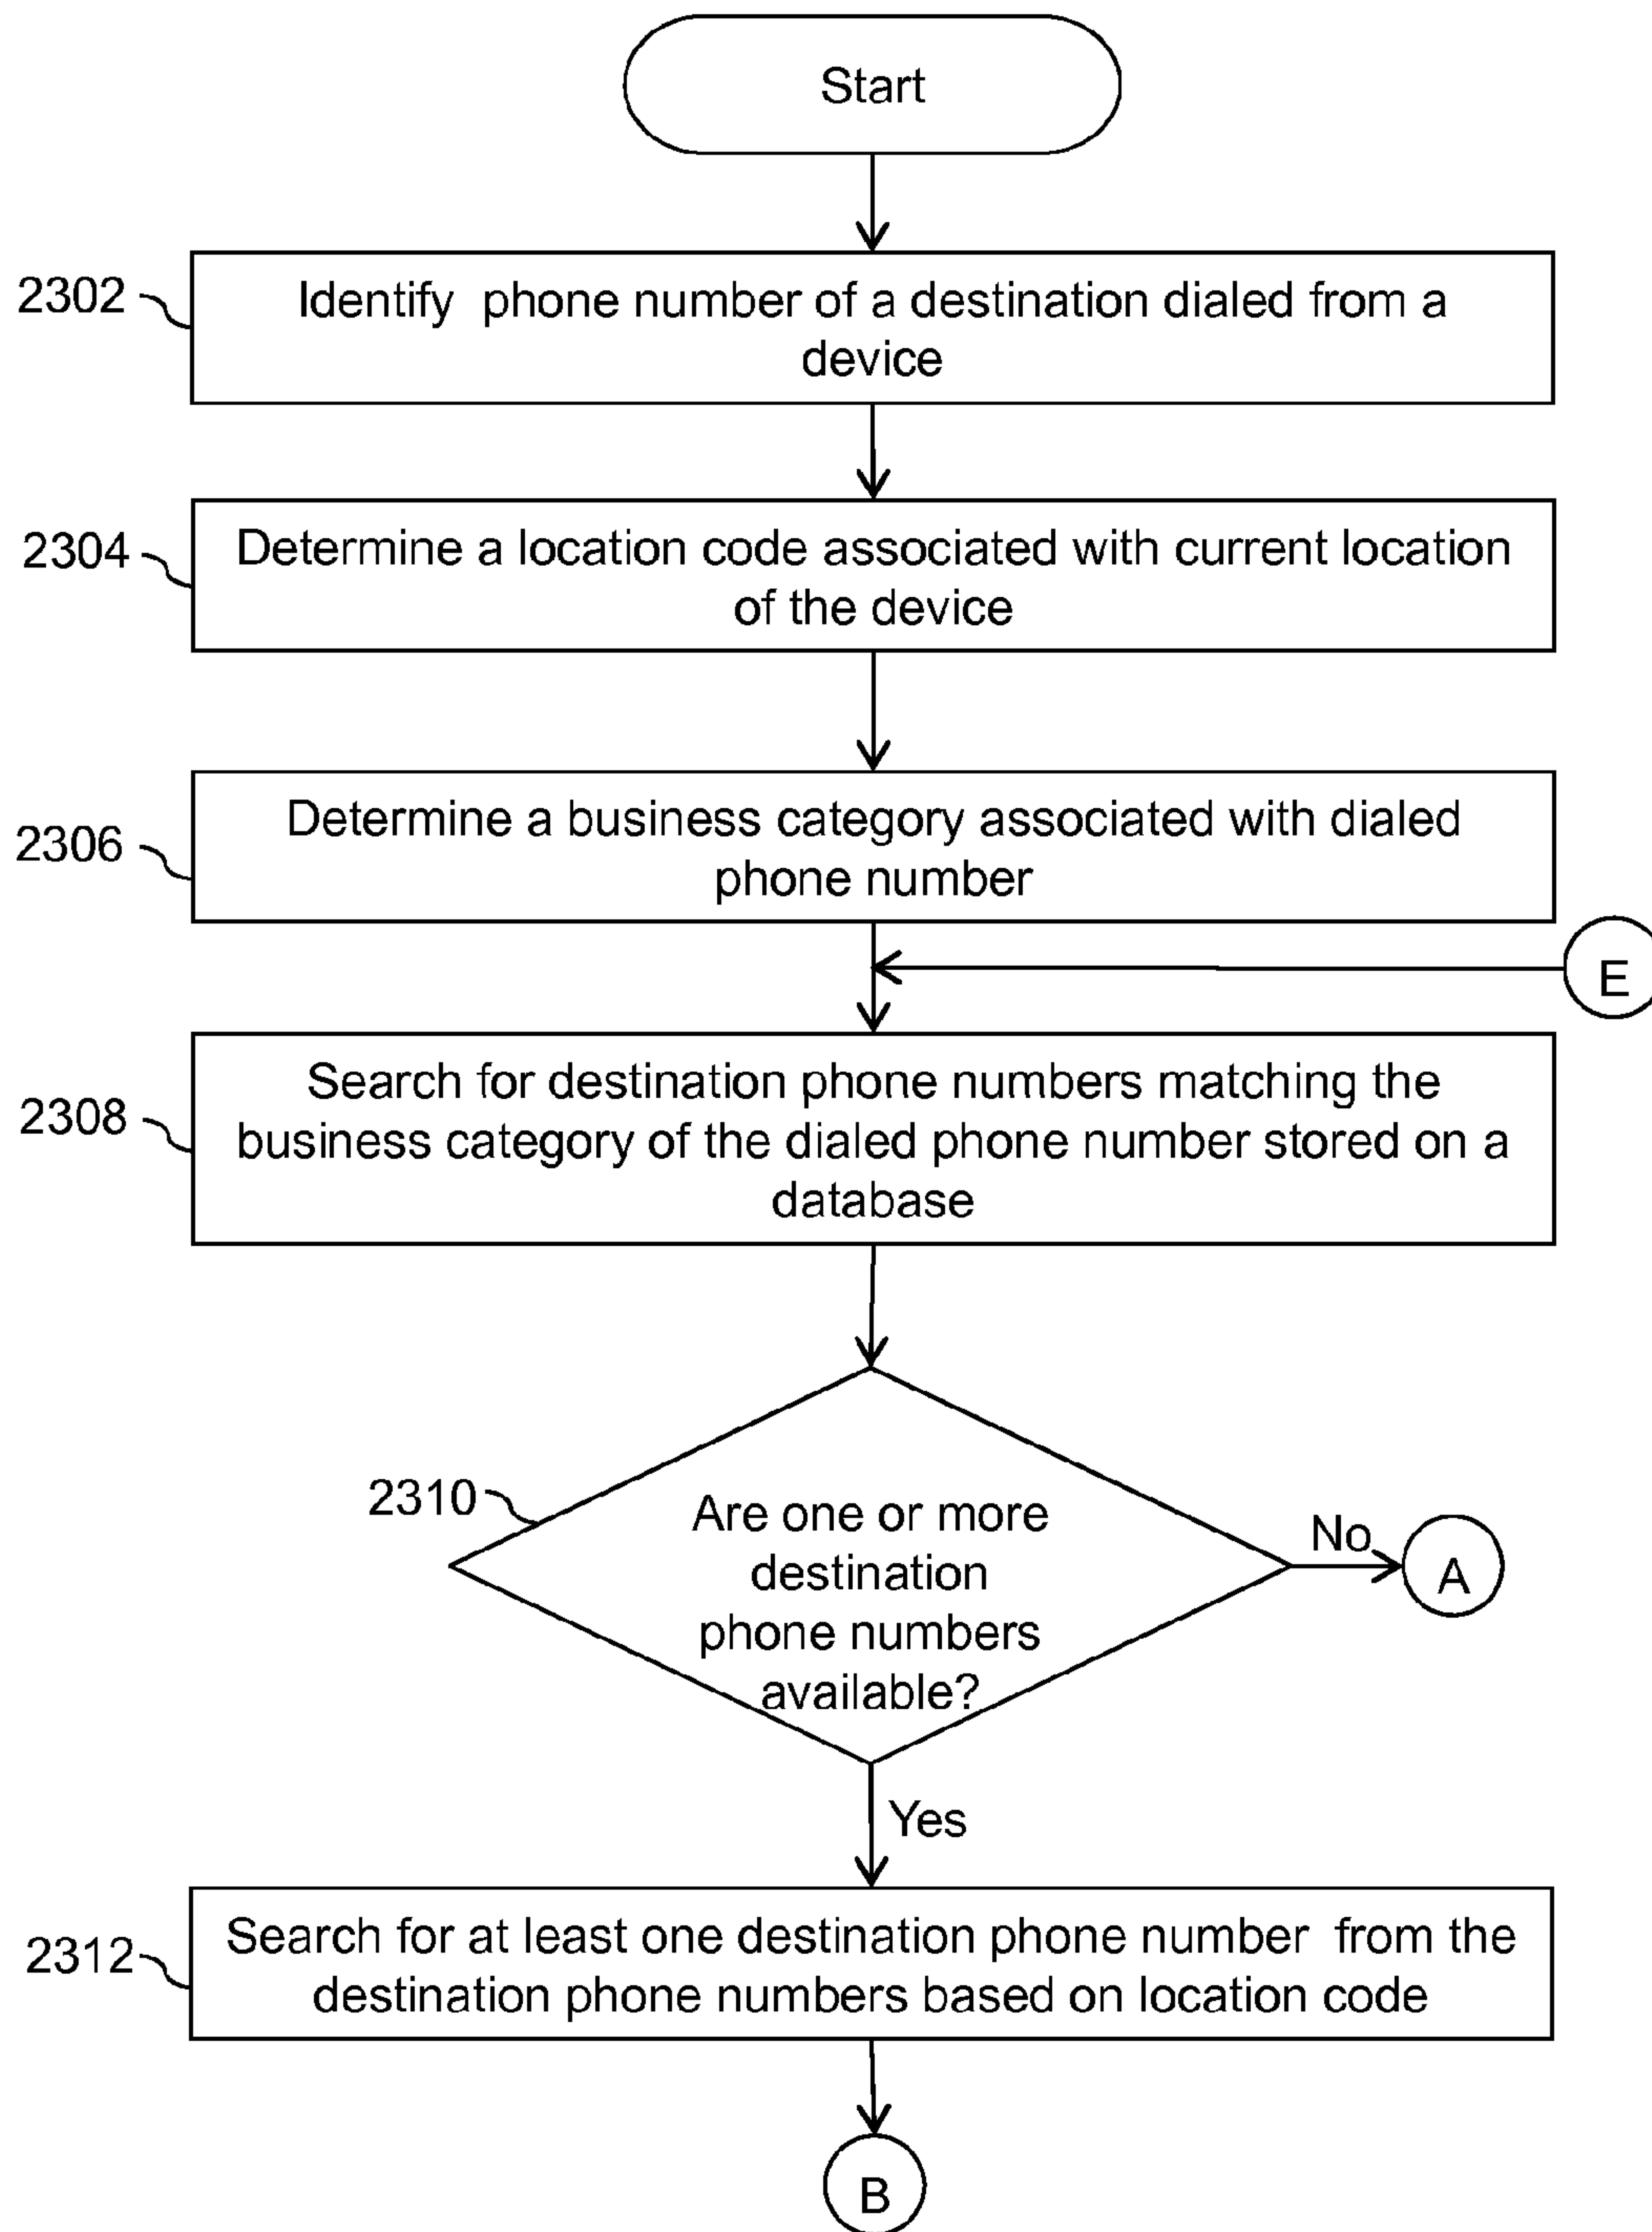 Start
2302
Identify phone number of a destination dialed from a
device
2304
Determine a location code associated with current location
of the device
2306
Determine a business category associated with dialed
phone number
E
2308
Search for destination phone numbers matching the
business category of the dialed phone number stored on a
database
2310
Are one or more
destination
phone numbers
available?
No
A
Yes
2312
Search for at least one destination phone number from the
destination phone numbers based on location code
B